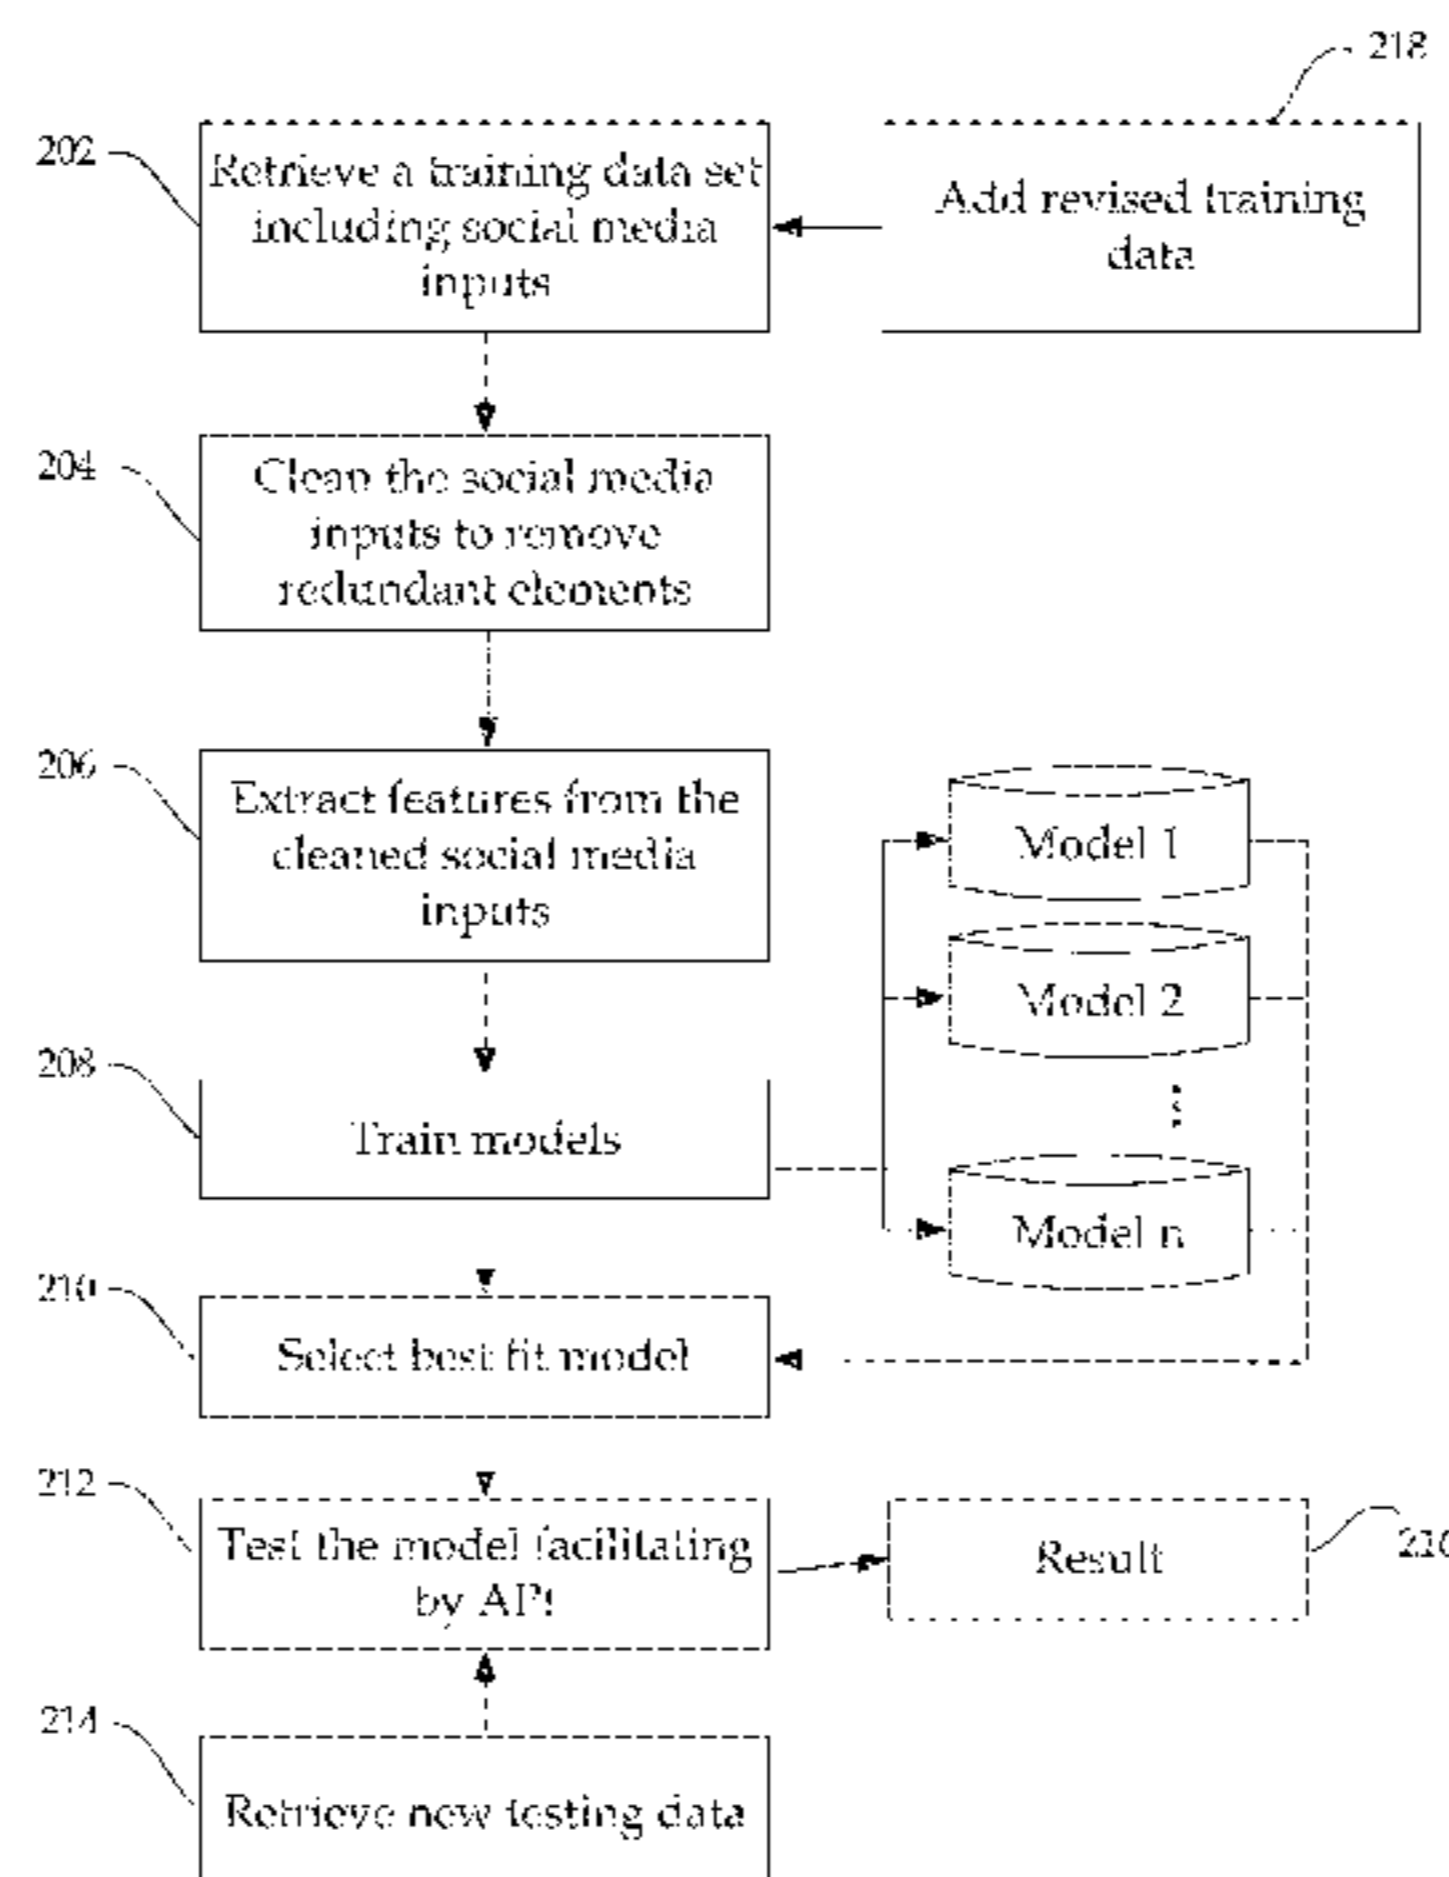 218
202
Retrieve a training data set
including social media
inputs
Add revised training
data
204
Clean the social media
inputs to remove
redundant elements
206
Extract features from the
cleaned social media
inputs
Model 1
Model 2
208
Train models
Model n
210
Select best fit model
212
Test the model facilitating
by API
Result
214
Retrieve new testing data